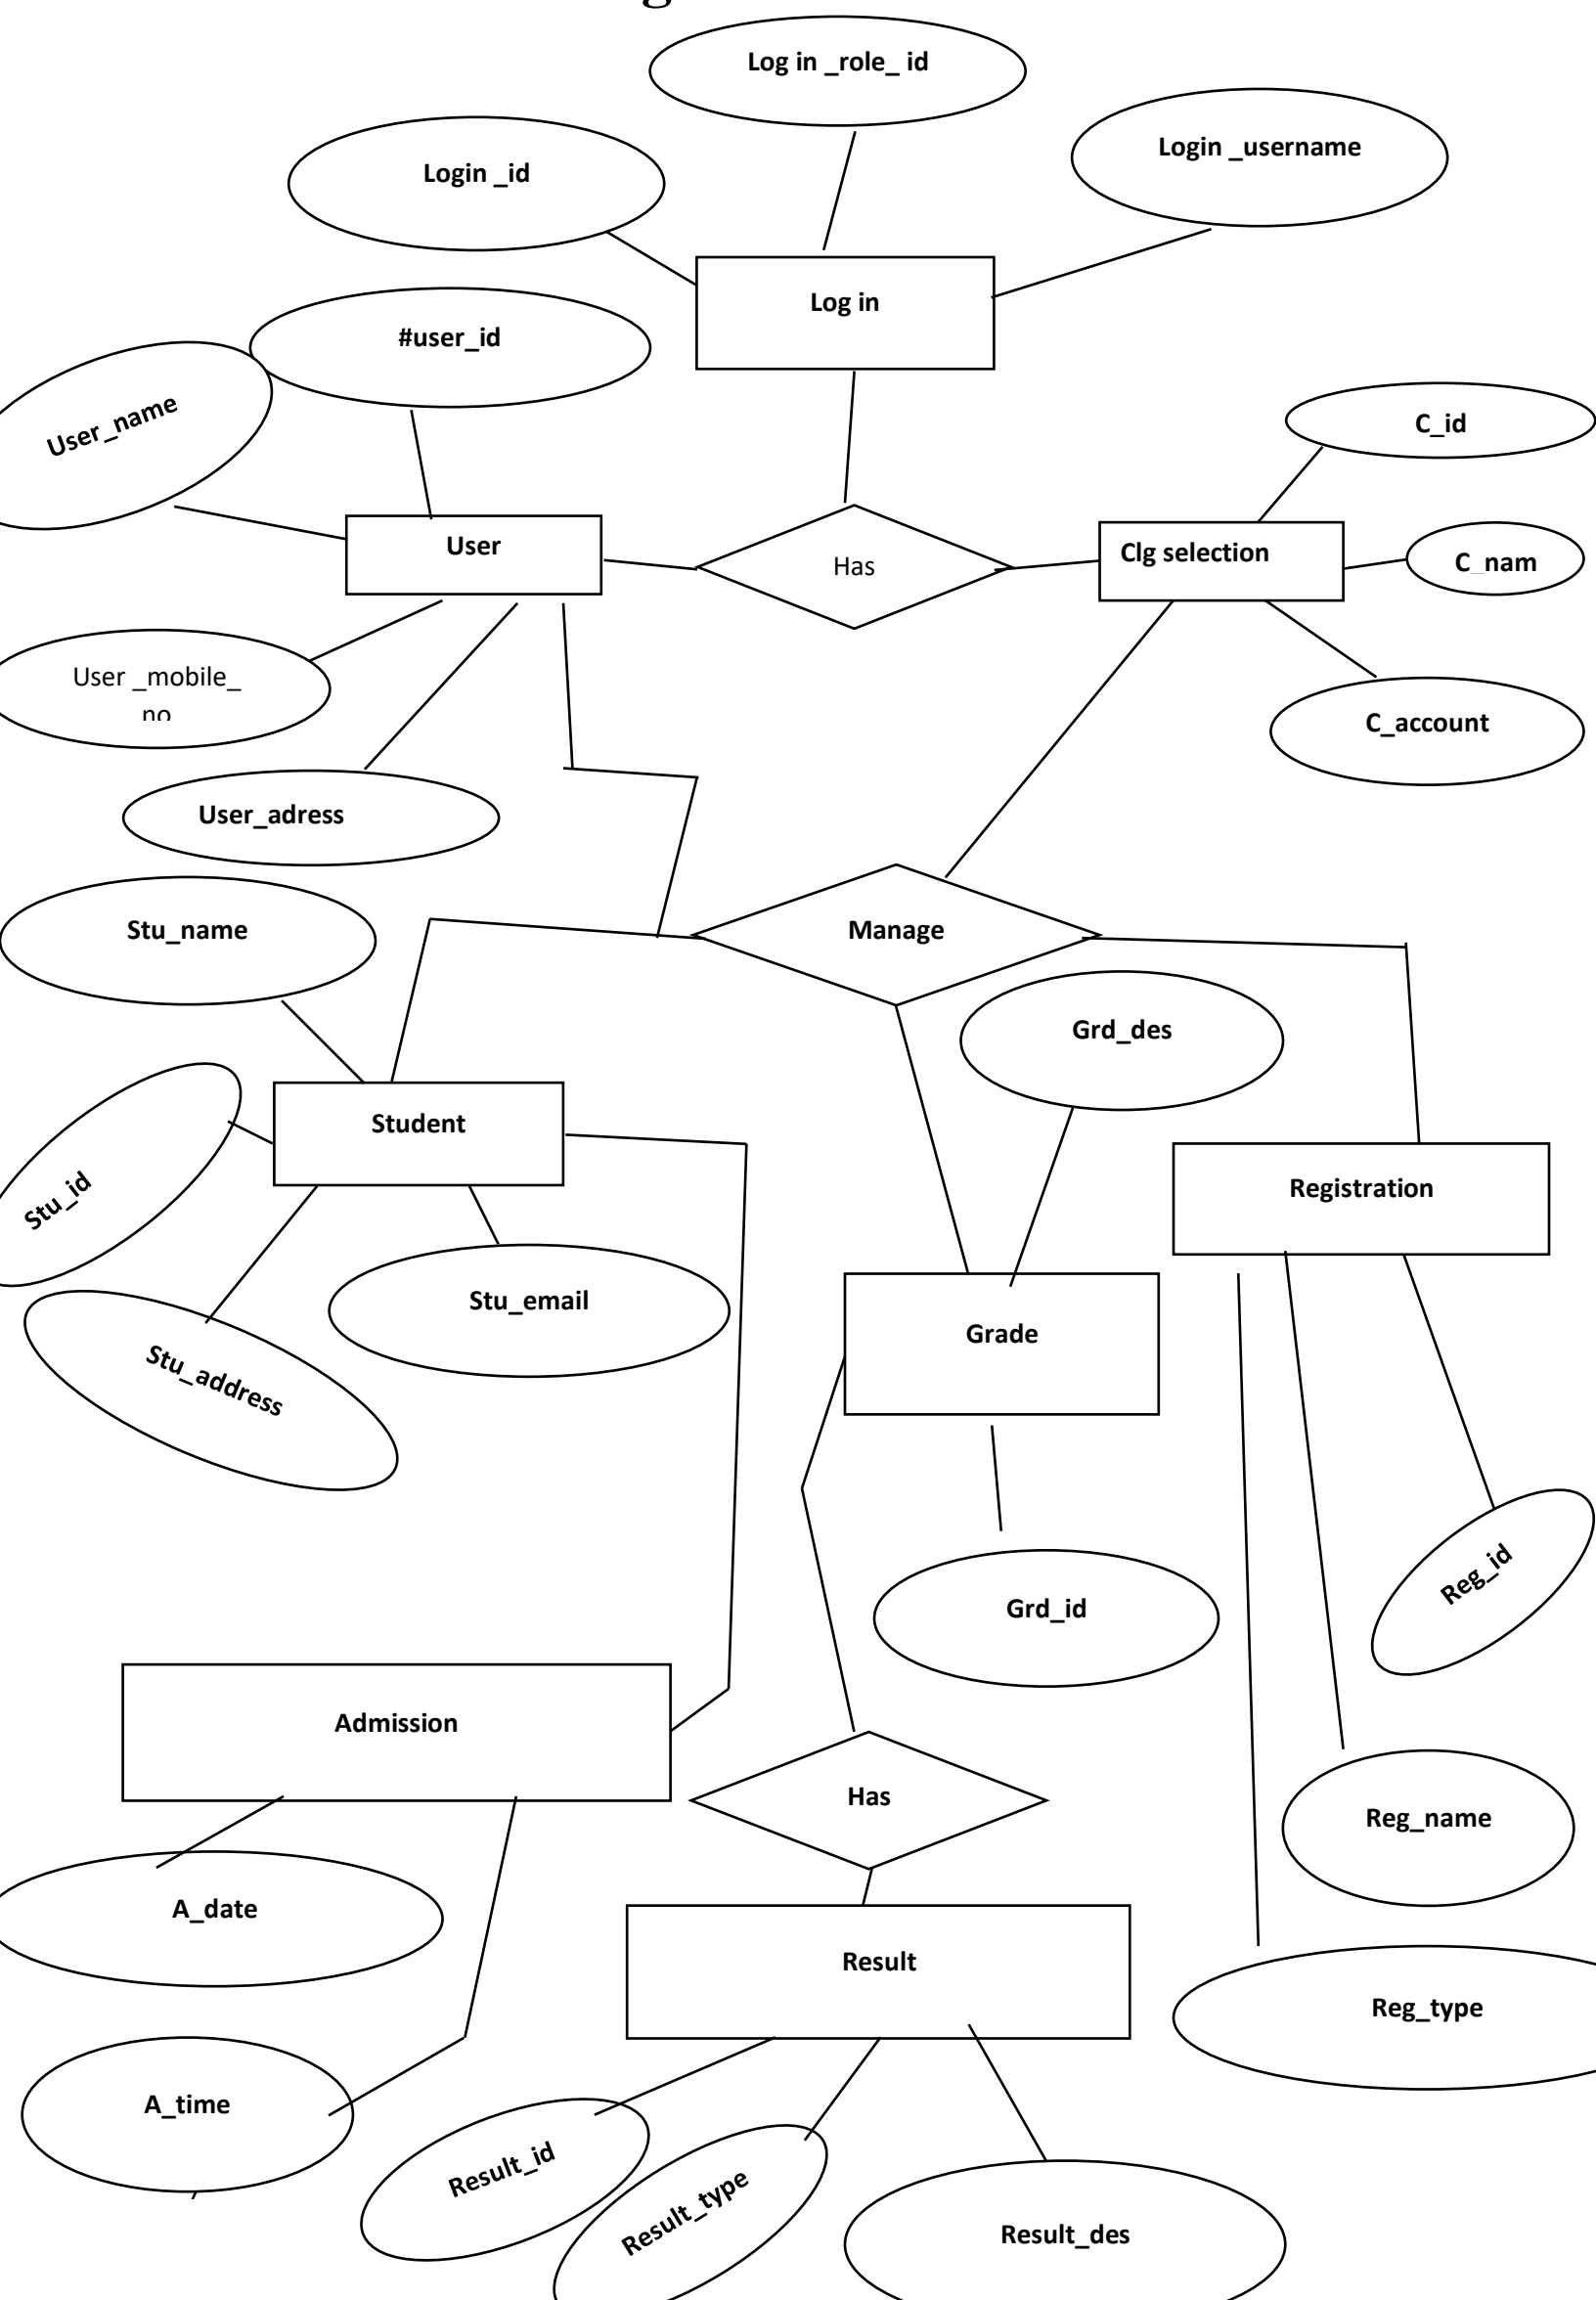 g
Log in _role_ id
Login _username
Login _id
Log in
#user_id
User_name
C_id
User
Has
Clg selection
C_nam
User _mobile_
no
C_account
User_adress
Stu_name
Manage
Grd_des
Student
Registration
Stu_id
Stu_email
Grade
Stu_address
Reg_id
Grd_id
Admission
Has
Reg_name
A_date
Result
Reg_type
A_time
Result_id
Result_type
Result_des